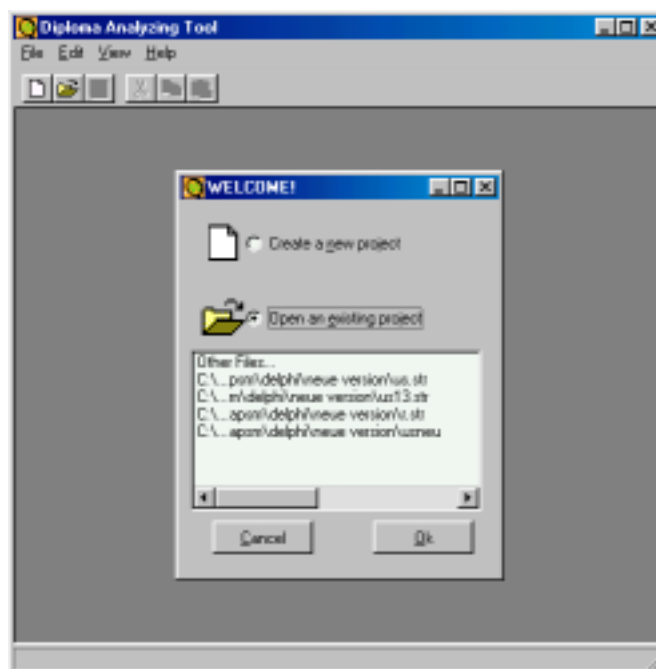 Diploma Analyzing Tool
File Edit View Help
WELCOME!
Create a new project
Open an existing project
Other Files...
C:\...psm\delphi\neue version\us.str
C:\...m\delphi\neue version\us13.str
C:\...apsm\delphi\neue version\r.str
C:\...apsm\delphi\neue version\usneu
Cancel Ok